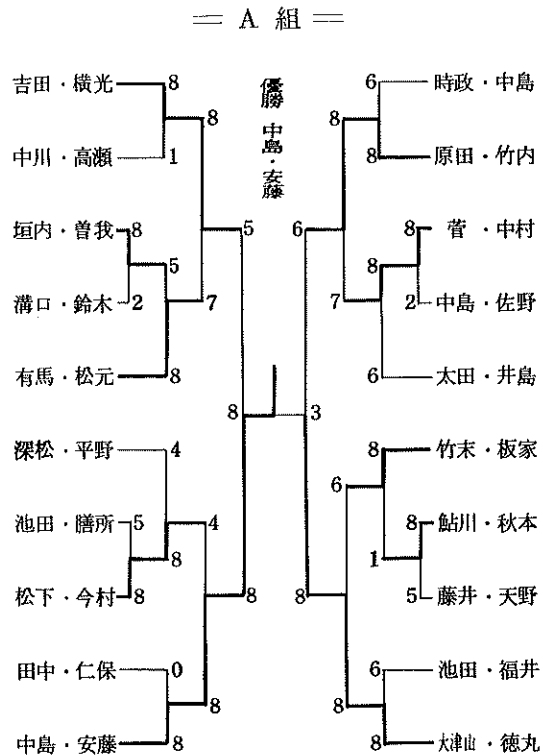 ＝ A 組 ＝
優勝 中島・安藤
吉田・横光 8
中川・高瀬 1
8
垣内・曽我 8
溝口・鈴木 2
5
有馬・松元 8
7
5
深松・平野 4
池田・膳所 5
松下・今村 8
8
4
田中・仁保 0
中島・安藤 8
8
8
8
6 時政・中島
8 原田・竹内
8
8 菅・中村
2 中島・佐野
8
6 太田・井島
7
6
8 竹末・板家
8 鮎川・秋本
5 藤井・天野
1
6
6 池田・福井
8 大津山・徳丸
8
8
3